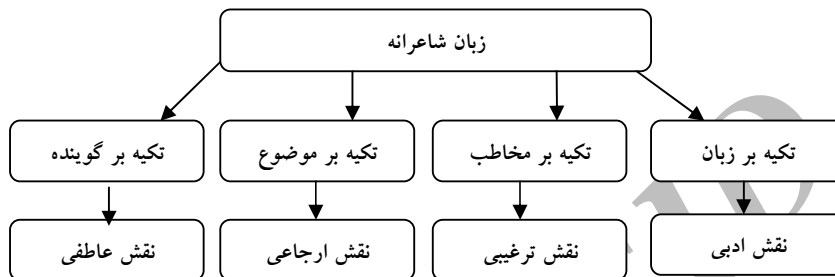 زبان شاعرانه
تکیه بر زبان
تکیه بر مخاطب
تکیه بر موضوع
تکیه بر گوینده
نقش ادبی
نقش ترغیبی
نقش ارجاعی
نقش عاطفی